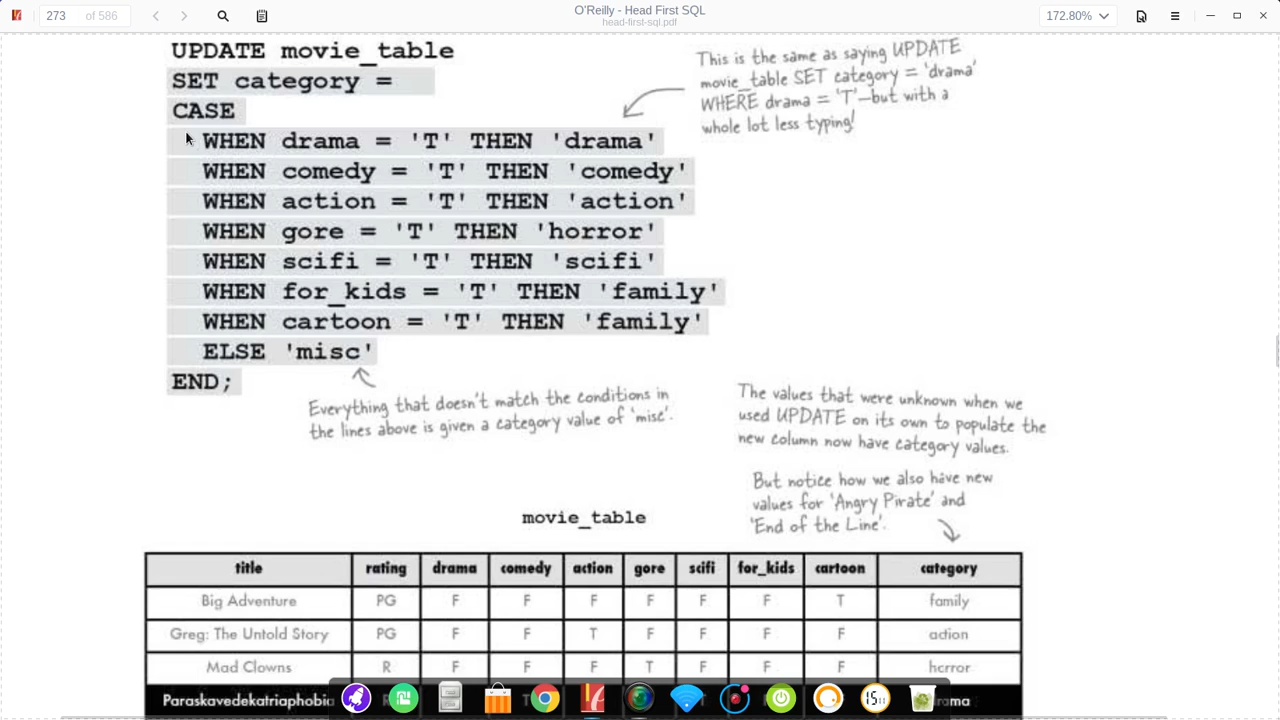 273 of 586
O'Reilly - Head First SQL
head-first-sql.pdf
172.80%
UPDATE movie_table
SET category =
CASE
WHEN drama = 'T' THEN 'drama'
WHEN comedy = 'T' THEN 'comedy'
WHEN action = 'T' THEN 'action'
WHEN gore = 'T' THEN 'horror'
WHEN scifi = 'T' THEN 'scifi'
WHEN for_kids = 'T' THEN 'family'
WHEN cartoon = 'T' THEN 'family'
ELSE 'misc'
END;
This is the same as saying UPDATE
movie_table SET category = 'drama'
WHERE drama = 'T'—but with a
whole lot less typing!
Everything that doesn't match the conditions in
the lines above is given a category value of 'misc'.
The values that were unknown when we
used UPDATE on its own to populate the
new column now have category values.
But notice how we also have new
values for 'Angry Pirate' and
'End of the Line'.
movie_table
title rating drama comedy action gore scifi for_kids cartoon category
Big Adventure PG F F F F F F T family
Greg: The Untold Story PG F F T F F F F action
Mad Clowns R F F F T F F F horror
Paraskavedekatriaphobia
15